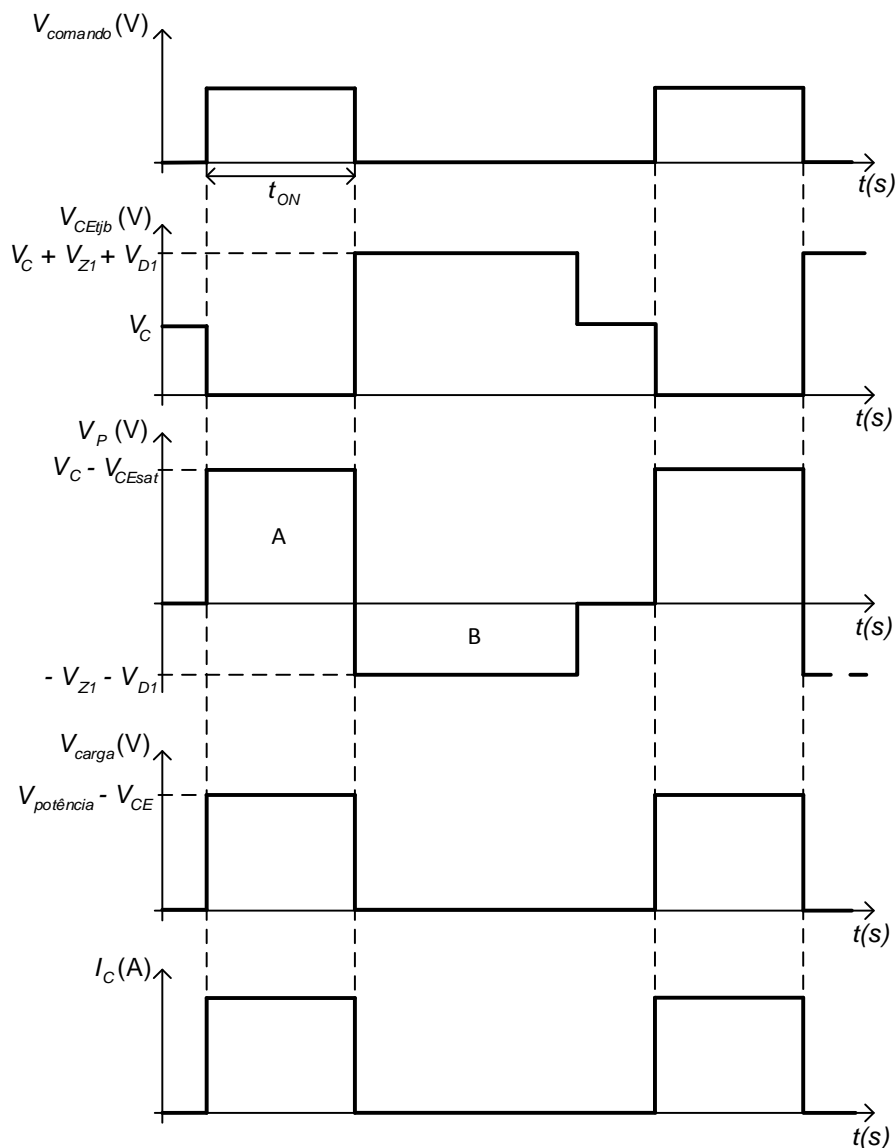 V_comando (V)
t_ON
t(s)
V_CEtjb (V)
V_C + V_Z1 + V_D1
V_C
t(s)
V_P (V)
V_C - V_CEsat
A
B
t(s)
- V_Z1 - V_D1
V_carga (V)
V_potência - V_CE
t(s)
I_C (A)
t(s)